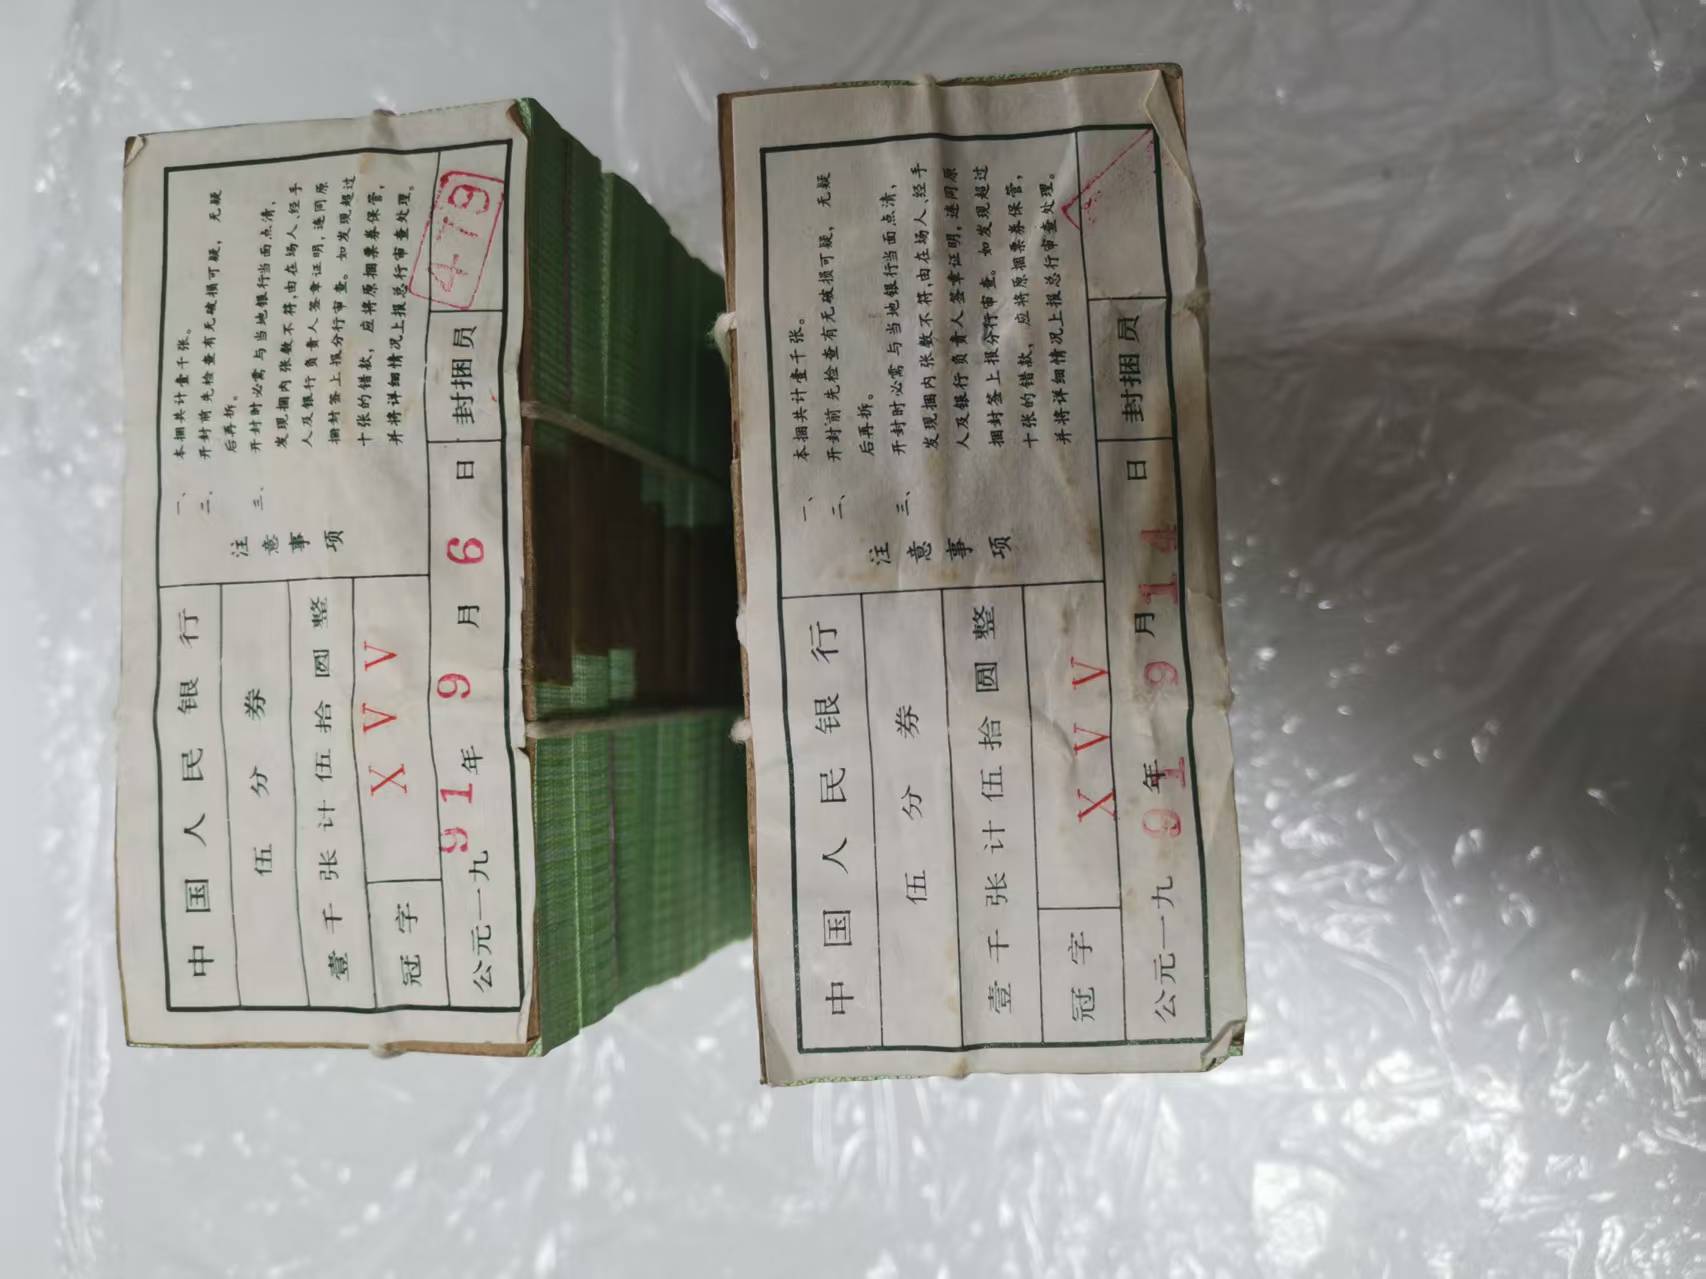 中国人民银行
伍分券
壹千张计伍拾圆整
冠字 X V V
公元一九91年9月6日 封捆员 479
注意事项
一、本捆共计壹千张。
二、开封前先检查有无破损可疑，无疑
后再拆。
三、开封时必需与当地银行当面点清，
发现捆内张数不符，由在场人、经手
人及银行负责人签章证明，连同原
捆封签上报分行审查。如发现超过
十张的错款，应将原捆票券保管，
并将详细情况上报总行审查处理。
中国人民银行
伍分券
壹千张计伍拾圆整
冠字 X V V
公元一九91年9月14日 封捆员
注意事项
一、本捆共计壹千张。
二、开封前先检查有无破损可疑，无疑
后再拆。
三、开封时必需与当地银行当面点清，
发现捆内张数不符，由在场人、经手
人及银行负责人签章证明，连同原
捆封签上报分行审查。如发现超过
十张的错款，应将原捆票券保管，
并将详细情况上报总行审查处理。